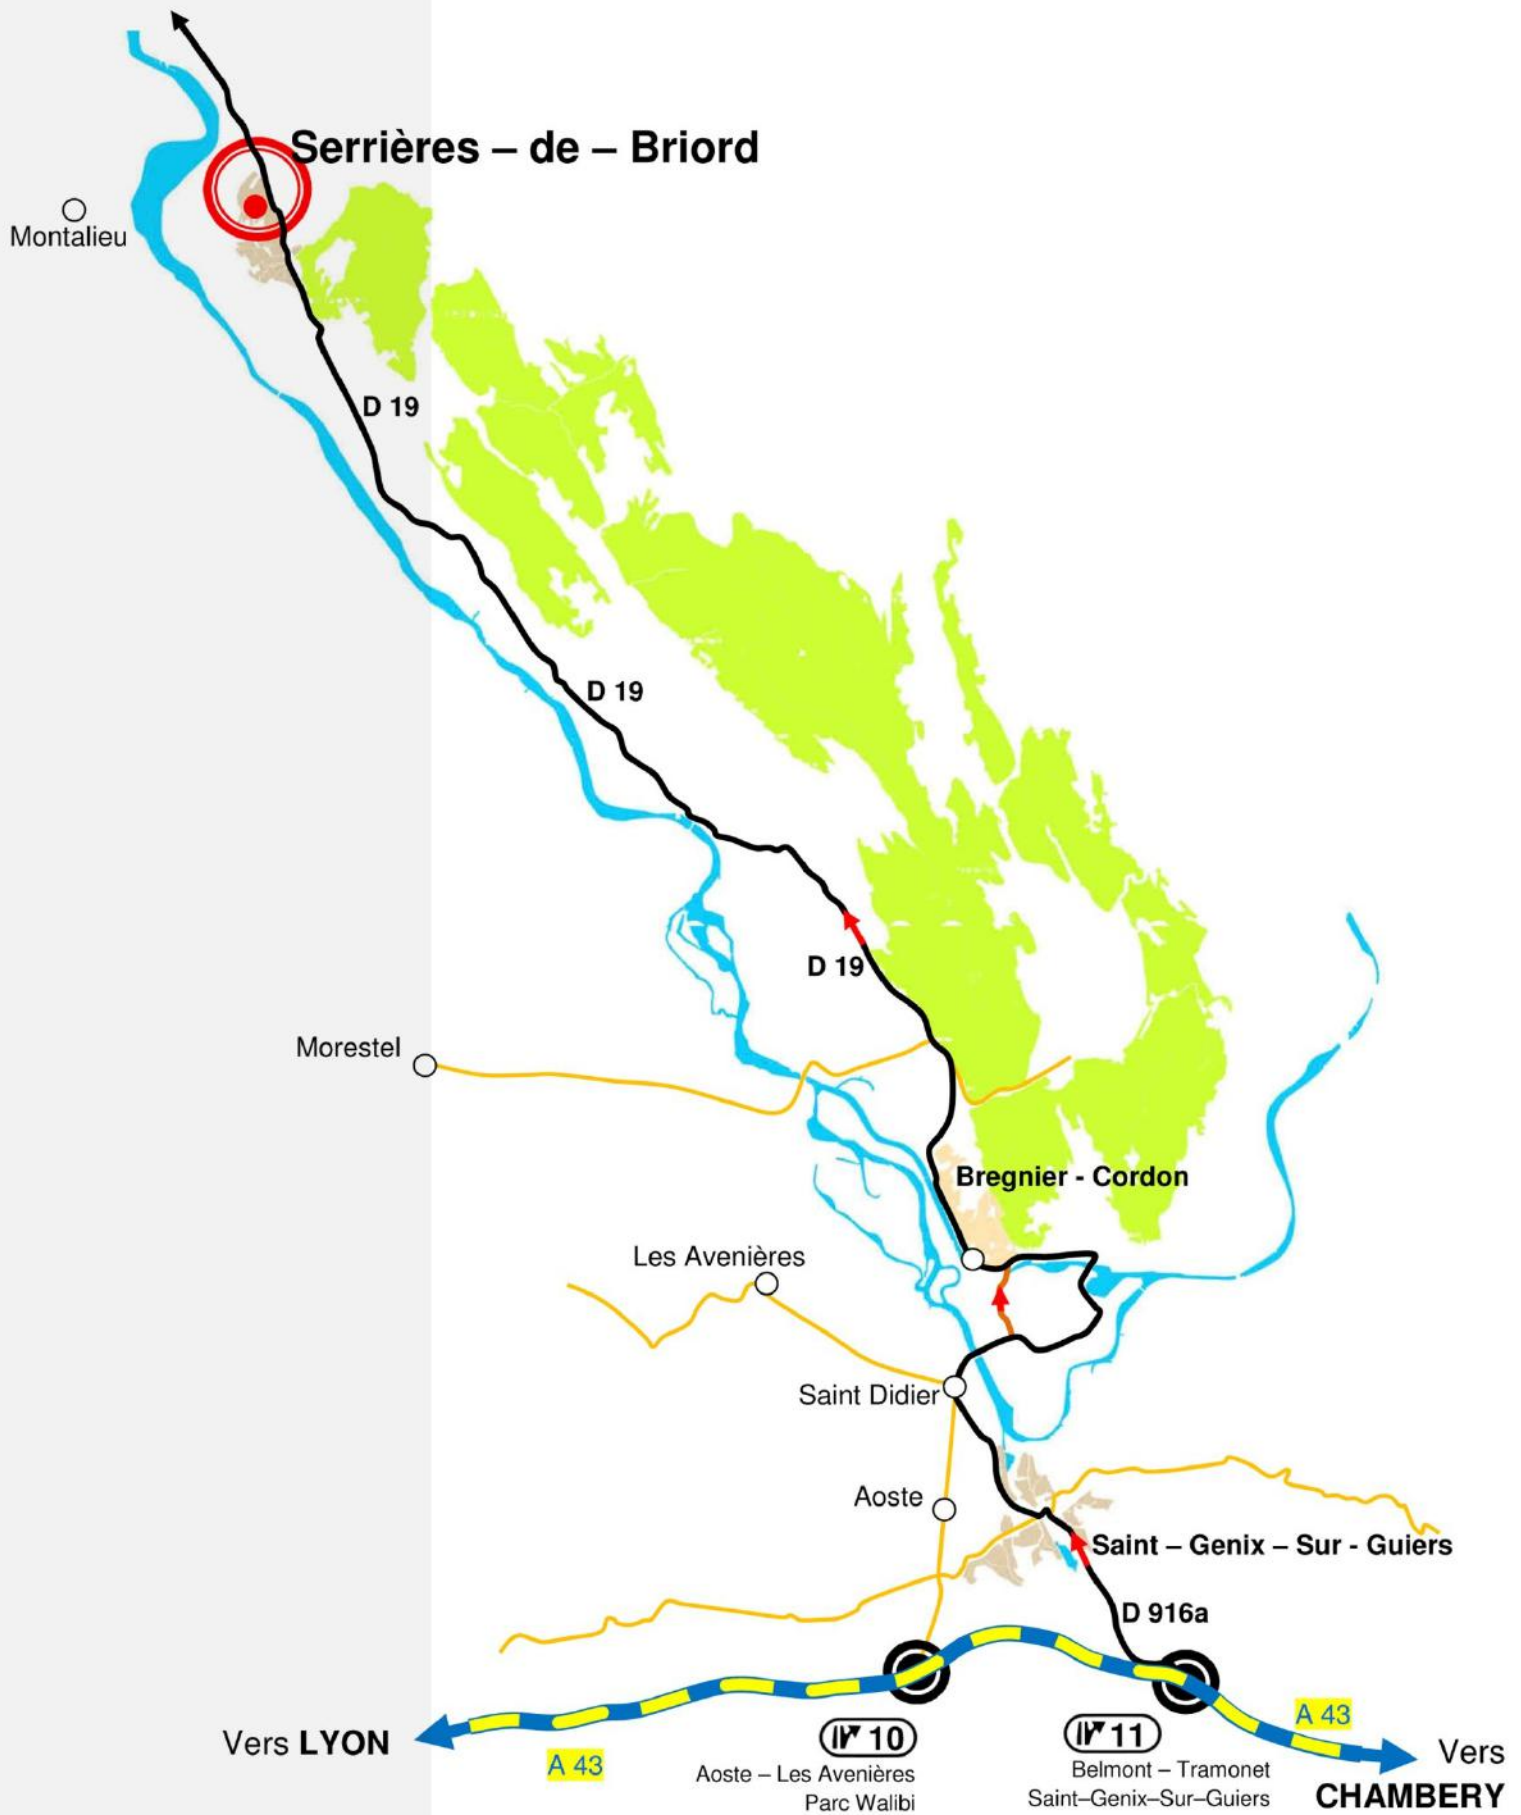 Serrières – de – Briord
Montalieu
D 19
D 19
D 19
Morestel
Bregnier - Cordon
Les Avenières
Saint Didier
Aoste
Saint – Genix – Sur - Guiers
D 916a
Vers LYON
A 43
10
Aoste – Les Avenières
Parc Walibi
11
Belmont – Tramonet
Saint–Genix–Sur–Guiers
A 43
Vers
CHAMBERY